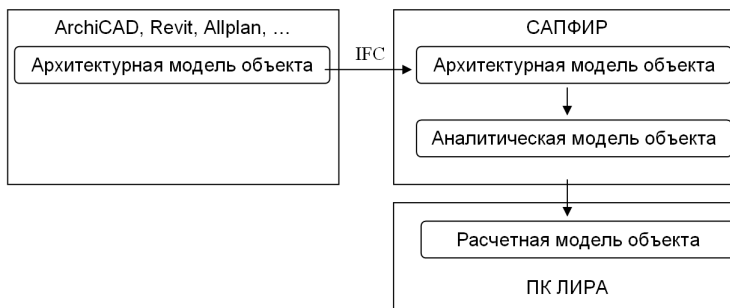 ArchiCAD, Revit, Allplan, …
Архитектурная модель объекта
IFC
САПФИР
Архитектурная модель объекта
Аналитическая модель объекта
Расчетная модель объекта
ПК ЛИРА